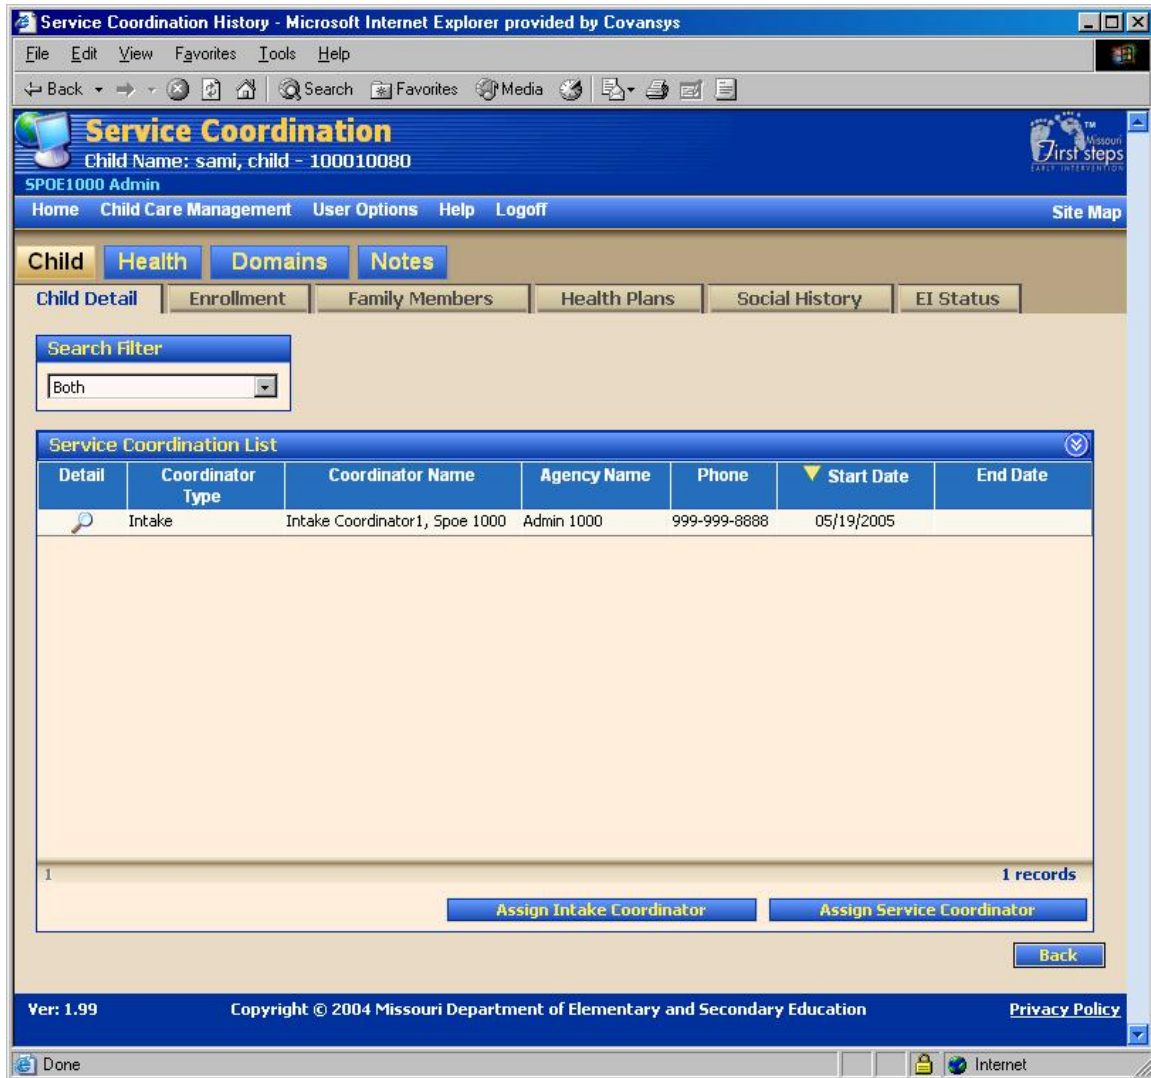 Service Coordination History - Microsoft Internet Explorer provided by Covansys
File Edit View Favorites Tools Help
Back Search Favorites Media
Service Coordination
Child Name: sami, child - 100010080
SPOE1000 Admin
TM
Missouri
First steps
EARLY INTERVENTION
Home Child Care Management User Options Help Logoff Site Map
Child Health Domains Notes
Child Detail Enrollment Family Members Health Plans Social History EI Status
Search Filter
Both
Service Coordination List
Detail Coordinator Type Coordinator Name Agency Name Phone Start Date End Date
Intake Intake Coordinator1, Spoe 1000 Admin 1000 999-999-8888 05/19/2005
1 1 records
Assign Intake Coordinator Assign Service Coordinator
Back
Ver: 1.99 Copyright © 2004 Missouri Department of Elementary and Secondary Education Privacy Policy
Done Internet